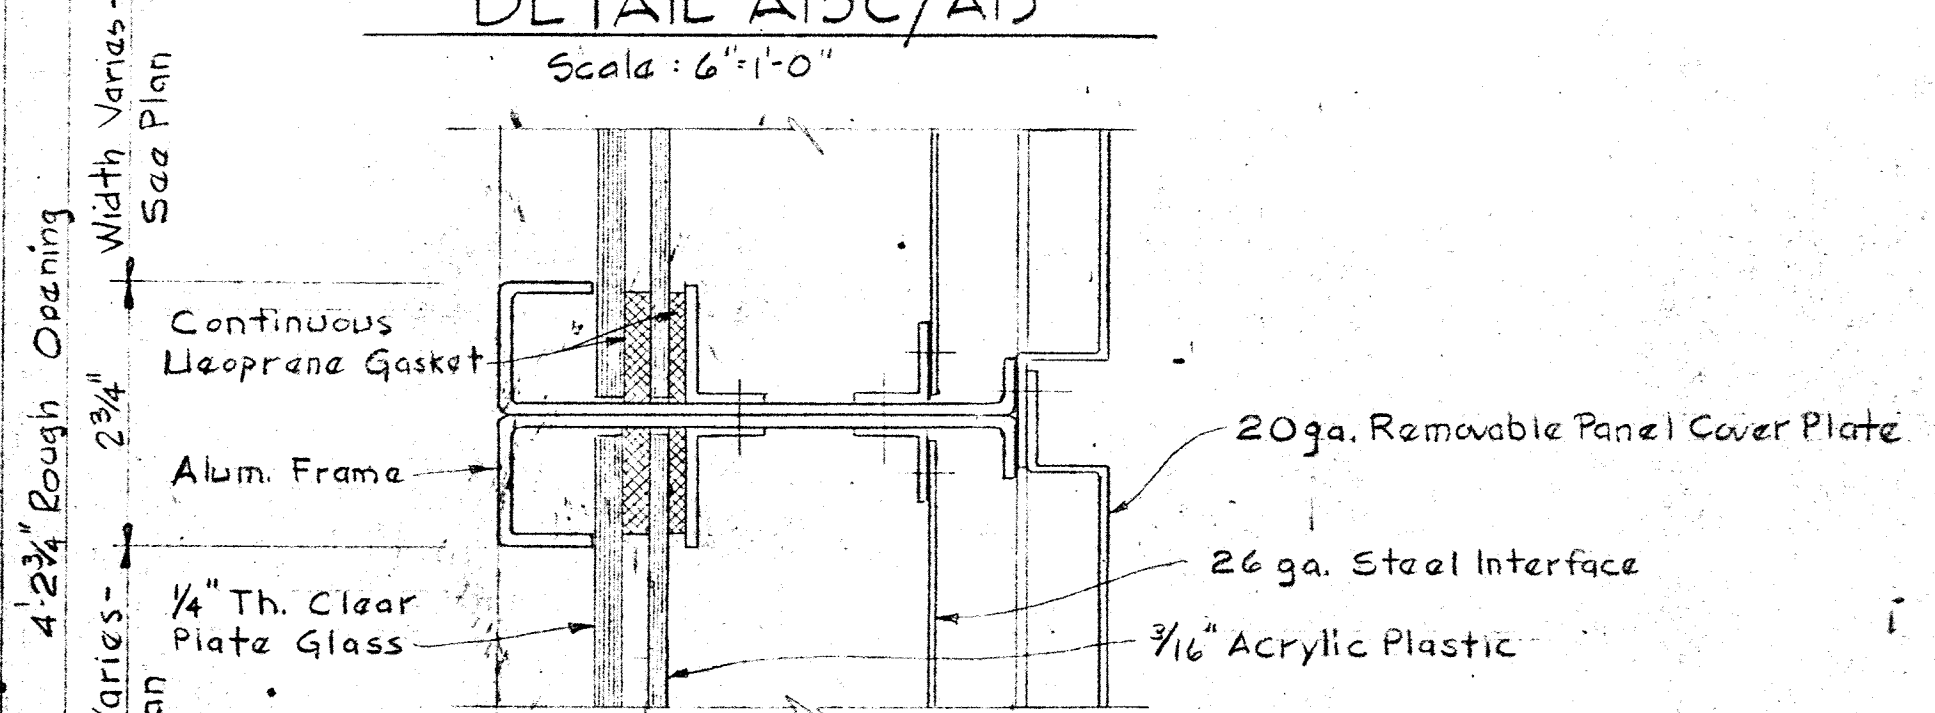 Scale : 6"=1'-0"
Width Varies -
See Plan
4'-2 3/4" Rough Opening
2 3/4"
Continuous
Neoprene Gasket
Alum. Frame
1/4" Th. Clear
Plate Glass
20ga. Removable Panel Cover Plate
26 ga. Steel Interface
3/16" Acrylic Plastic
DETAIL